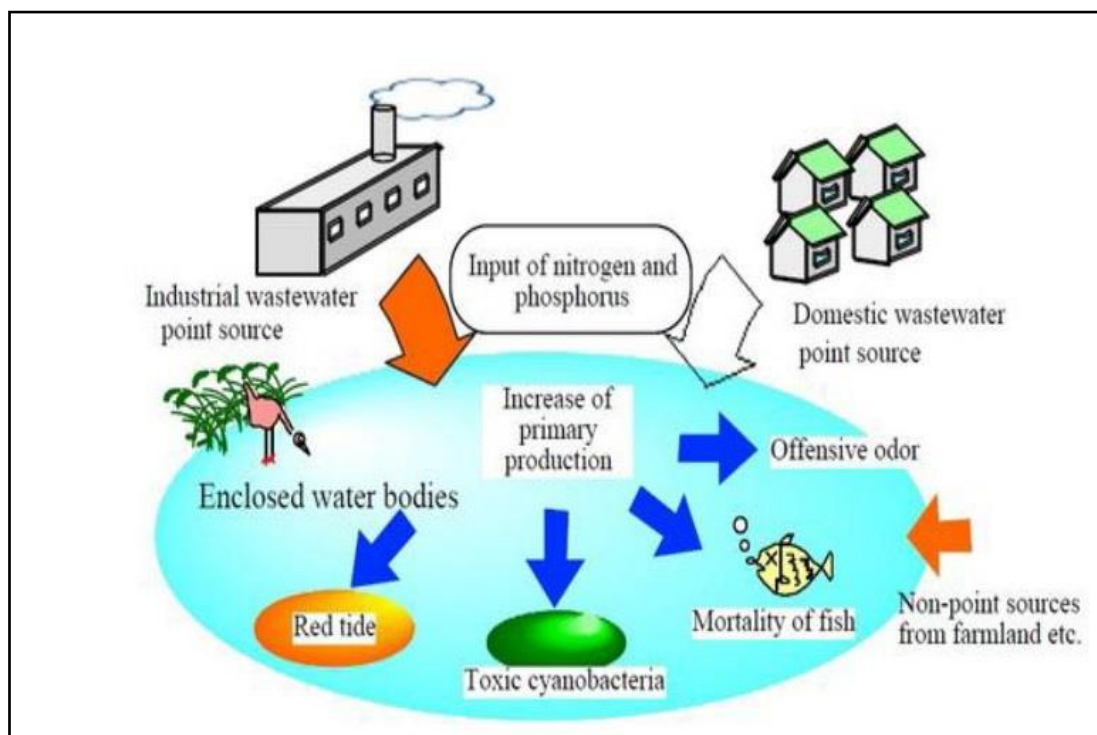 Input of nitrogen and
phosphorus
Industrial wastewater
point source
Domestic wastewater
point source
Increase of
primary
production
Offensive odor
Enclosed water bodies
Red tide
Toxic cyanobacteria
Mortality of fish
Non-point sources
from farmland etc.